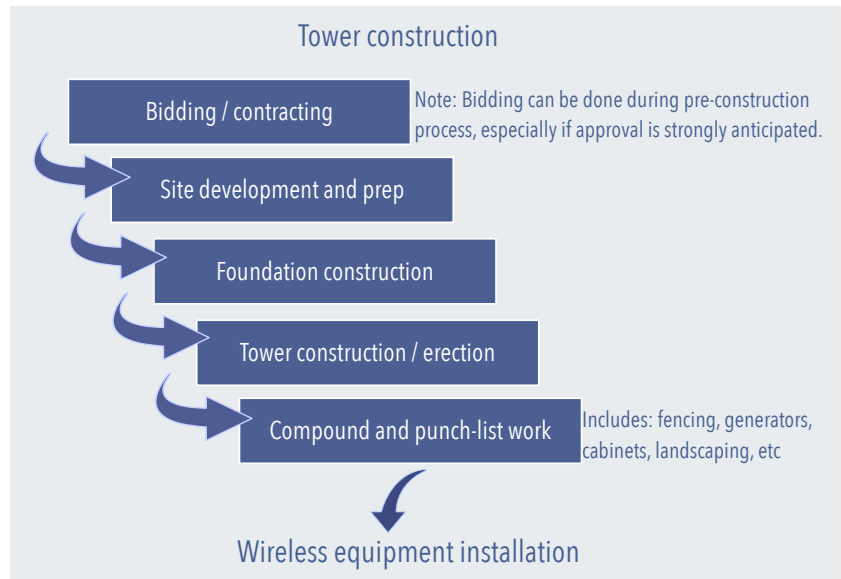 Tower construction
Bidding / contracting
Note: Bidding can be done during pre-construction
process, especially if approval is strongly anticipated.
Site development and prep
Foundation construction
Tower construction / erection
Compound and punch-list work
Includes: fencing, generators,
cabinets, landscaping, etc
Wireless equipment installation